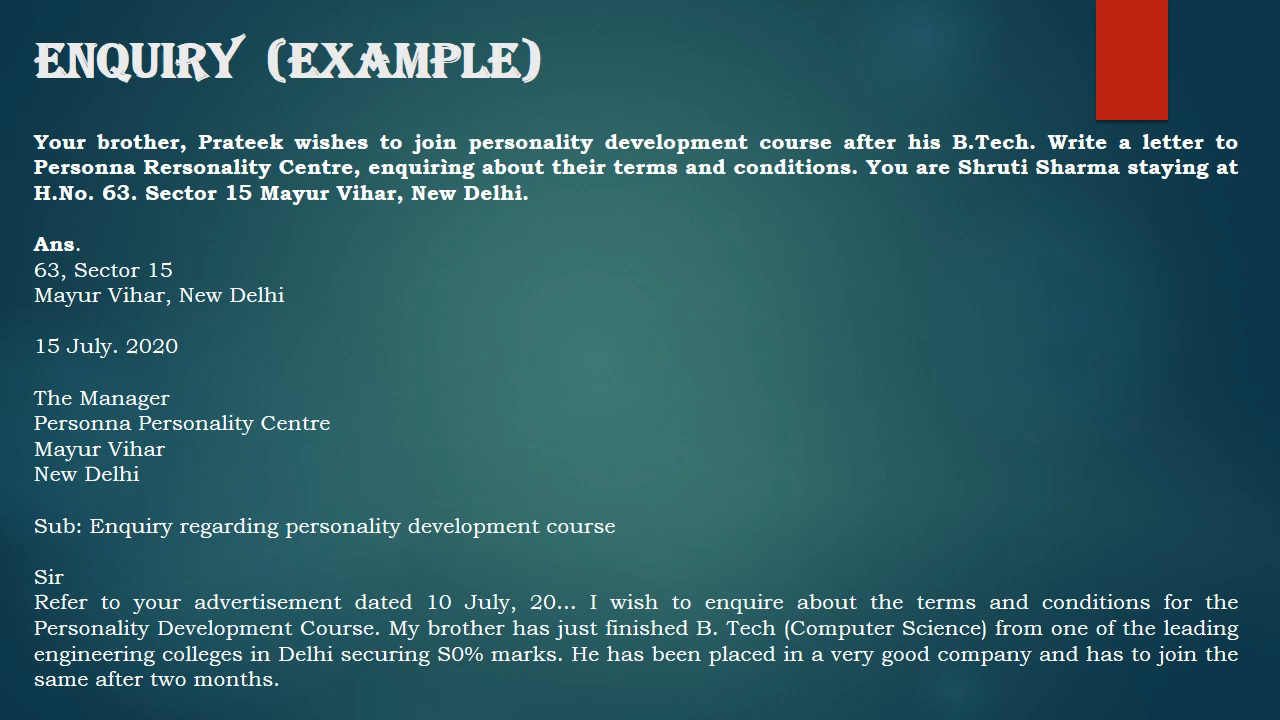 ENQUIRY (EXAMPLE)
Your brother, Prateek wishes to join personality development course after his B.Tech. Write a letter to
Personna Rersonality Centre, enquirìng about their terms and conditions. You are Shruti Sharma staying at
H.No. 63. Sector 15 Mayur Vihar, New Delhi.
Ans.
63, Sector 15
Mayur Vihar, New Delhi
15 July. 2020
The Manager
Personna Personality Centre
Mayur Vihar
New Delhi
Sub: Enquiry regarding personality development course
Sir
Refer to your advertisement dated 10 July, 20... I wish to enquire about the terms and conditions for the
Personality Development Course. My brother has just finished B. Tech (Computer Science) from one of the leading
engineering colleges in Delhi securing S0% marks. He has been placed in a very good company and has to join the
same after two months.